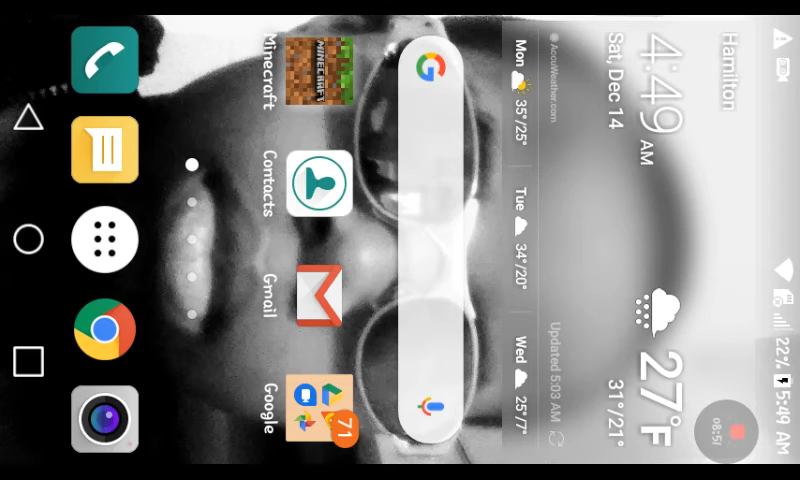 22% 5:49 AM
08:51
Hamilton
4:49 AM
Sat, Dec 14
27°F
31°/21°
AccuWeather.com
Updated 5:03 AM
Mon 35°/25°
Tue 34°/20°
Wed 25°/7°
MINECRAFT
71
Minecraft
Contacts
Gmail
Google